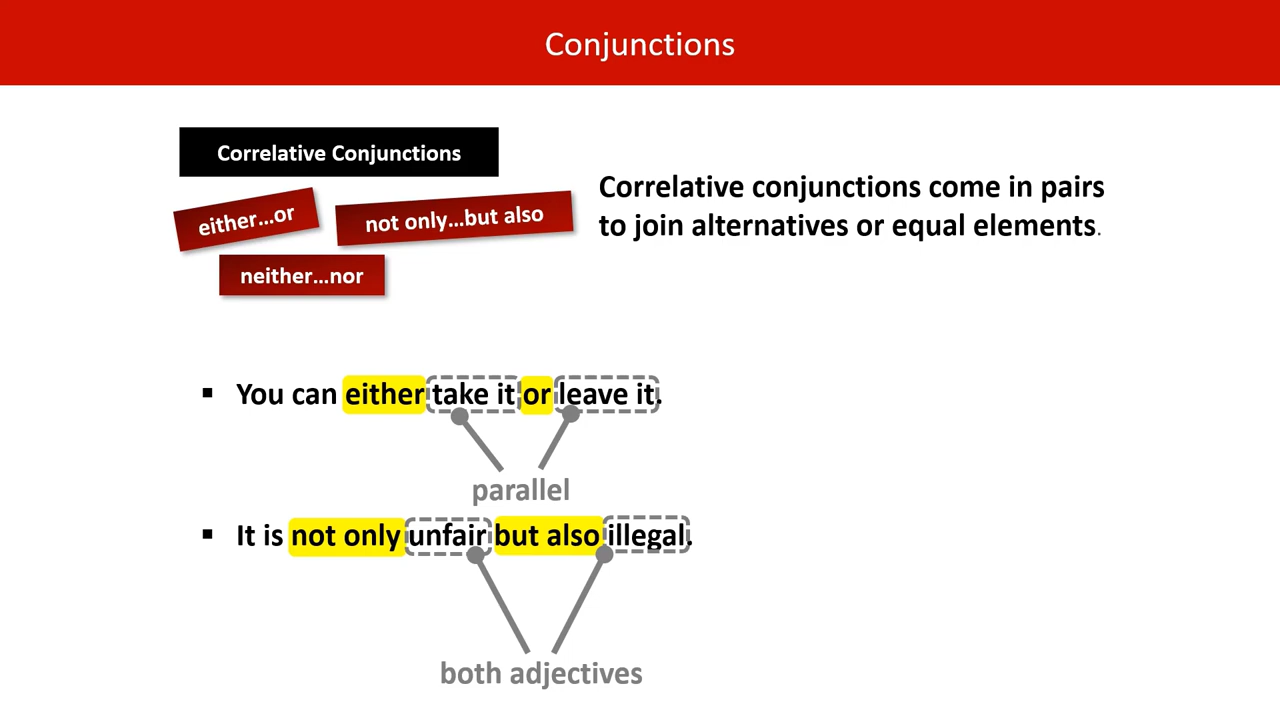 Conjunctions
Correlative Conjunctions
either…or
not only…but also
neither…nor
Correlative conjunctions come in pairs
to join alternatives or equal elements.
▪ You can either take it or leave it.
parallel
▪ It is not only unfair but also illegal.
both adjectives